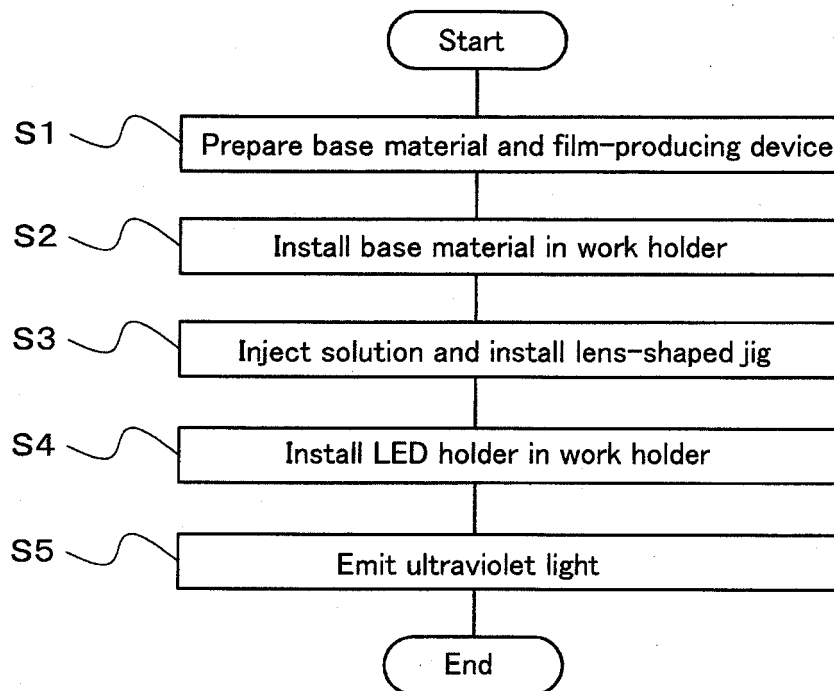 Start
S1 Prepare base material and film-producing device
S2 Install base material in work holder
S3 Inject solution and install lens-shaped jig
S4 Install LED holder in work holder
S5 Emit ultraviolet light
End